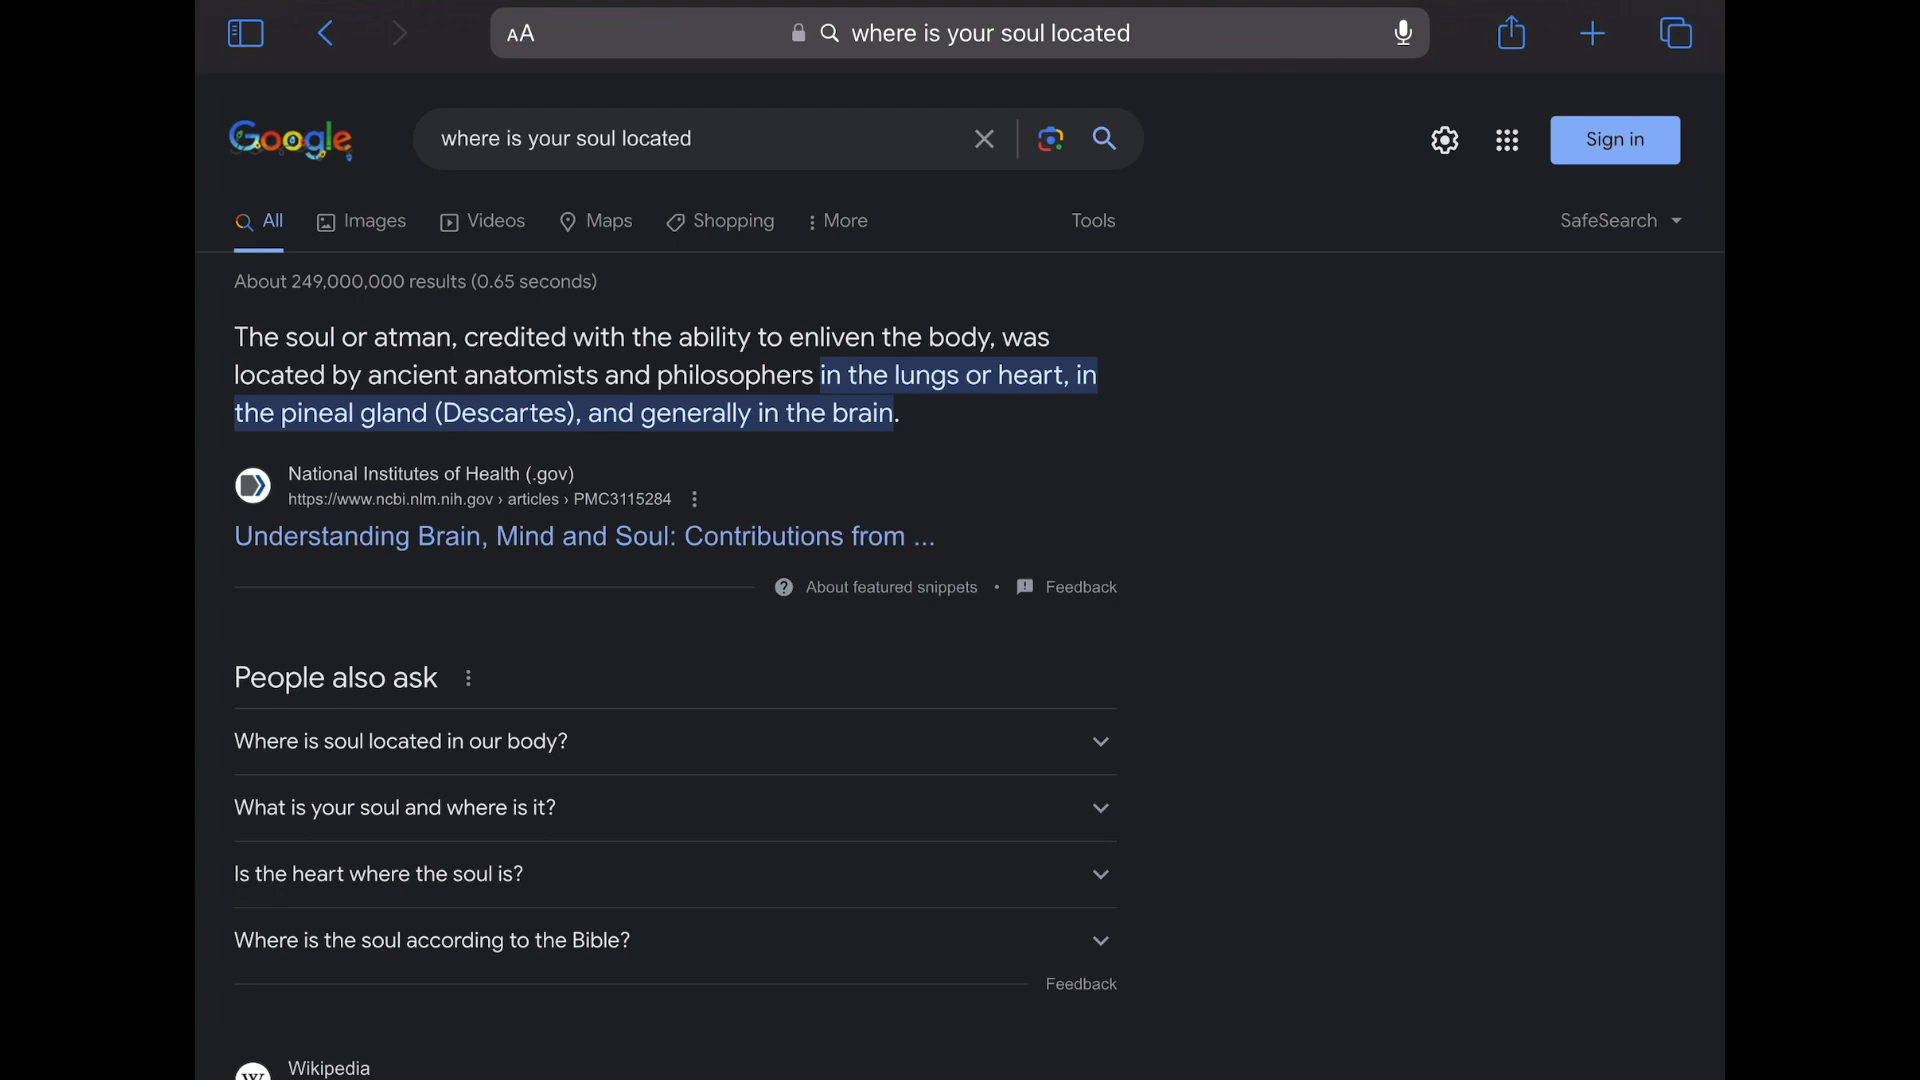 AA where is your soul located
Google where is your soul located Sign in
All Images Videos Maps Shopping More Tools SafeSearch
About 249,000,000 results (0.65 seconds)
The soul or atman, credited with the ability to enliven the body, was
located by ancient anatomists and philosophers in the lungs or heart, in
the pineal gland (Descartes), and generally in the brain.
National Institutes of Health (.gov)
https://www.ncbi.nlm.nih.gov › articles › PMC3115284
Understanding Brain, Mind and Soul: Contributions from ...
About featured snippets • Feedback
People also ask
Where is soul located in our body?
What is your soul and where is it?
Is the heart where the soul is?
Where is the soul according to the Bible?
Feedback
W Wikipedia